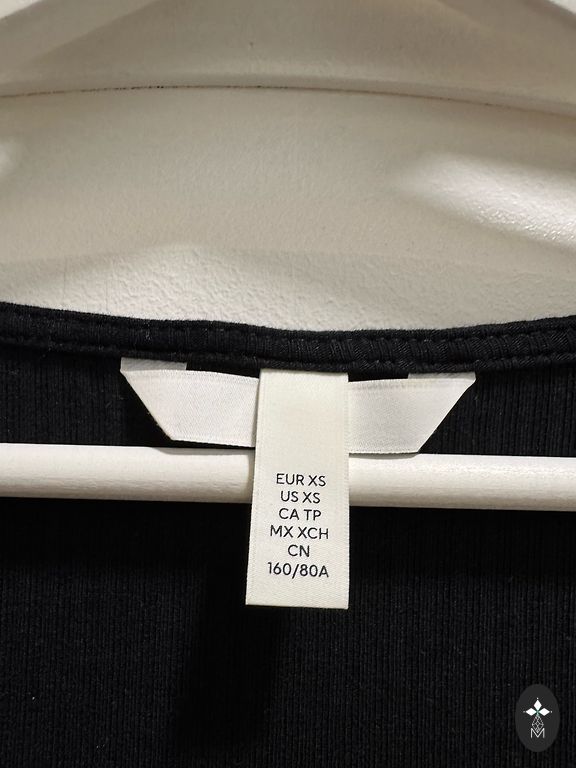 EUR XS
US XS
CA TP
MX XCH
CN
160/80A
M